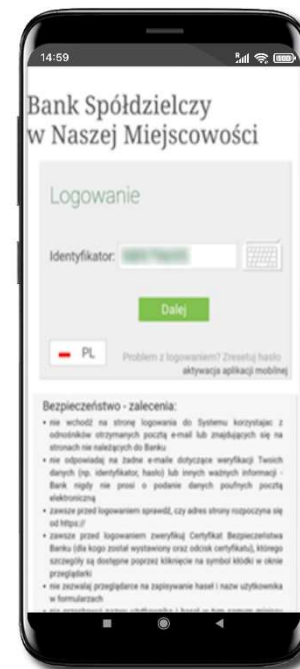 14:59
Bank Spółdzielczy
w Naszej Miejscowości
Logowanie
Identyfikator:
Dalej
PL
Problem z logowaniem? Zresetuj hasło
aktywacja aplikacji mobilnej
Bezpieczeństwo - zalecenia:
• nie wchodź na stronę logowania do Systemu korzystając z
odnośników otrzymanych pocztą e-mail lub znajdujących się na
stronach nie należących do Banku
• nie odpowiadaj na żadne e-maile dotyczące weryfikacji Twoich
danych (np. identyfikator, hasło) lub innych ważnych informacji -
Bank nigdy nie prosi o podanie danych poufnych pocztą
elektroniczną
• zawsze przed logowaniem sprawdź, czy adres strony rozpoczyna się
od https://
• zawsze przed logowaniem zweryfikuj Certyfikat Bezpieczeństwa
Banku (dla kogo został wystawiony oraz odcisk certyfikatu), którego
szczegóły są dostępne poprzez kliknięcie na symbol kłódki w oknie
przeglądarki
• nie zezwalaj przeglądarce na zapisywanie haseł i nazw użytkownika
w formularzach